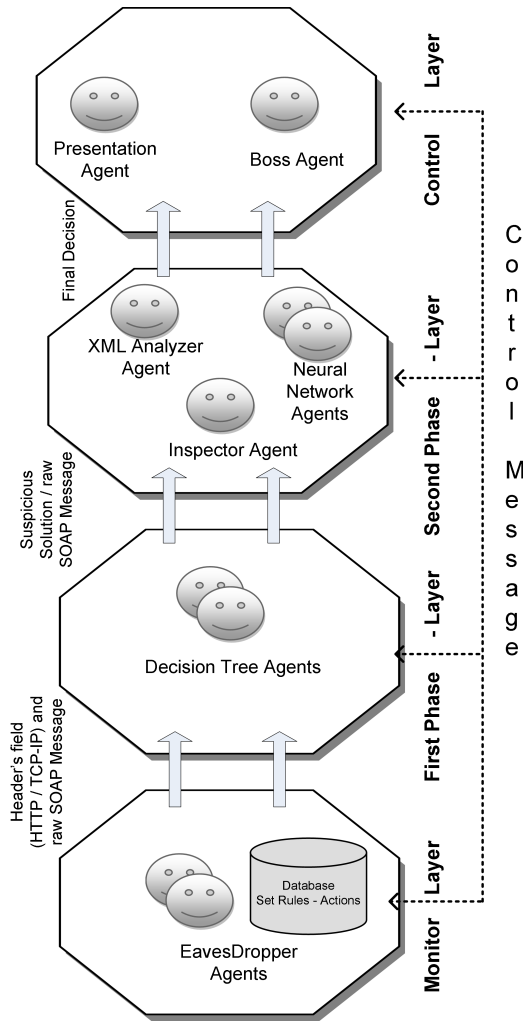 Presentation
Agent
Boss Agent
Control Layer
Final Decision
XML Analyzer
Agent
Neural
Network
Agents
Inspector Agent
Second Phase - Layer
Suspicious
Solution / raw
SOAP Message
Decision Tree Agents
First Phase - Layer
Header's field
(HTTP / TCP-IP) and
raw SOAP Message
Database
Set Rules - Actions
EavesDropper
Agents
Monitor Layer
Control Message